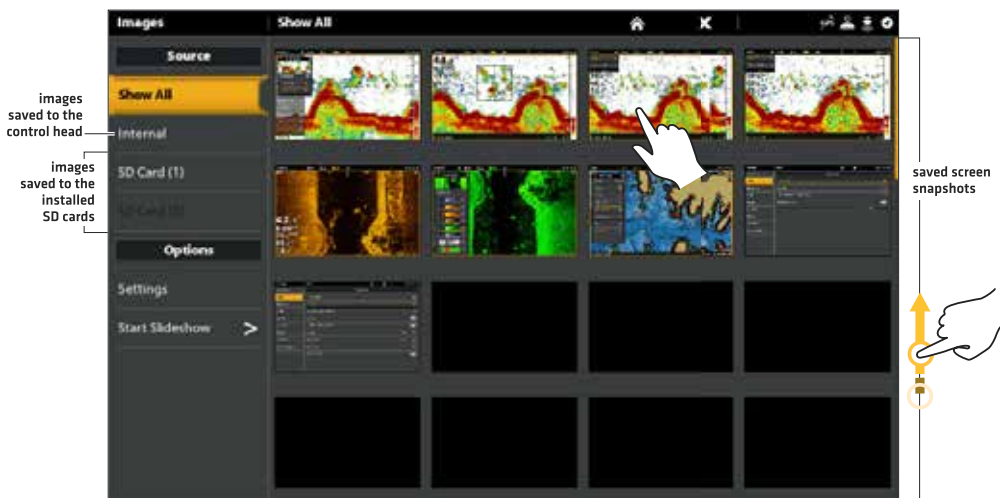 Images
Show All
Source
Show All
Internal
SD Card (1)
SD Card (2)
Options
Settings
Start Slideshow >
images
saved to the
control head
images
saved to the
installed
SD cards
saved screen
snapshots